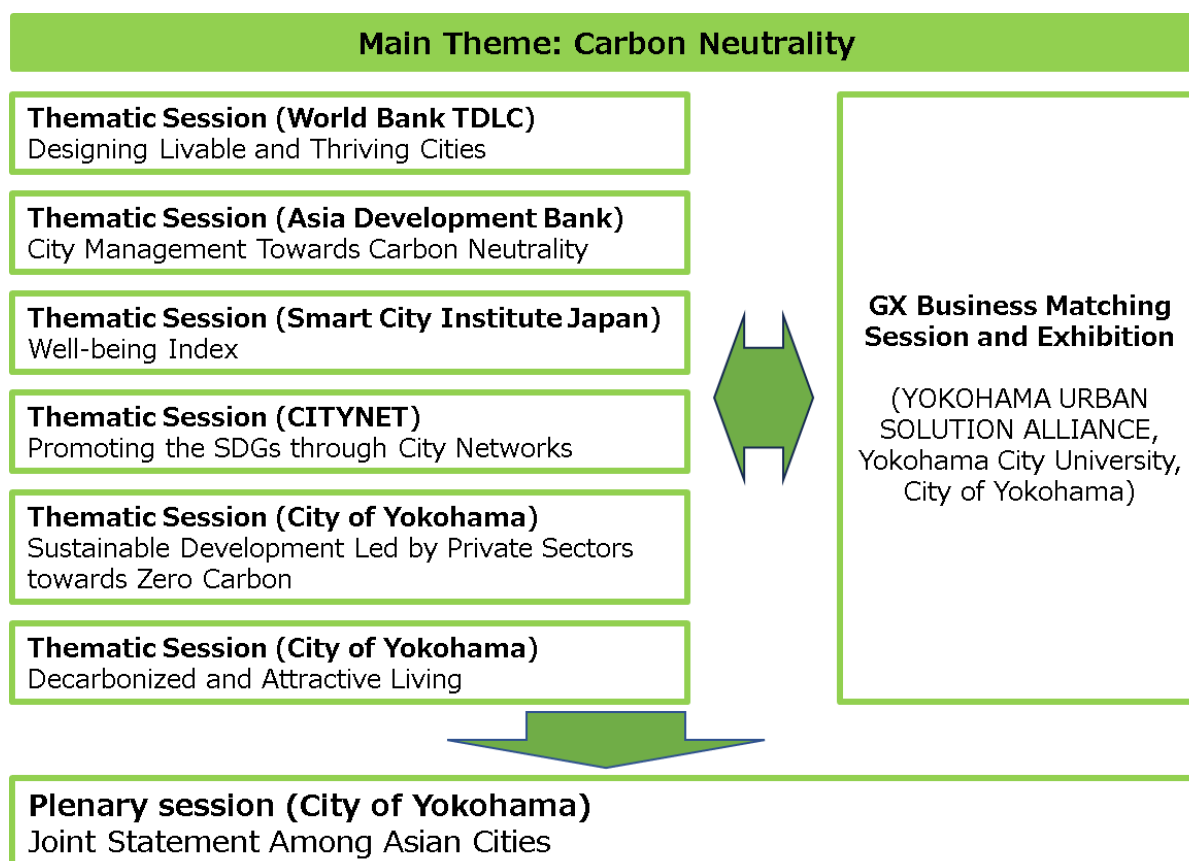 Main Theme: Carbon Neutrality
Thematic Session (World Bank TDLC)
Designing Livable and Thriving Cities
Thematic Session (Asia Development Bank)
City Management Towards Carbon Neutrality
Thematic Session (Smart City Institute Japan)
Well-being Index
Thematic Session (CITYNET)
Promoting the SDGs through City Networks
Thematic Session (City of Yokohama)
Sustainable Development Led by Private Sectors
towards Zero Carbon
Thematic Session (City of Yokohama)
Decarbonized and Attractive Living
GX Business Matching
Session and Exhibition
(YOKOHAMA URBAN
SOLUTION ALLIANCE,
Yokohama City University,
City of Yokohama)
Plenary session (City of Yokohama)
Joint Statement Among Asian Cities